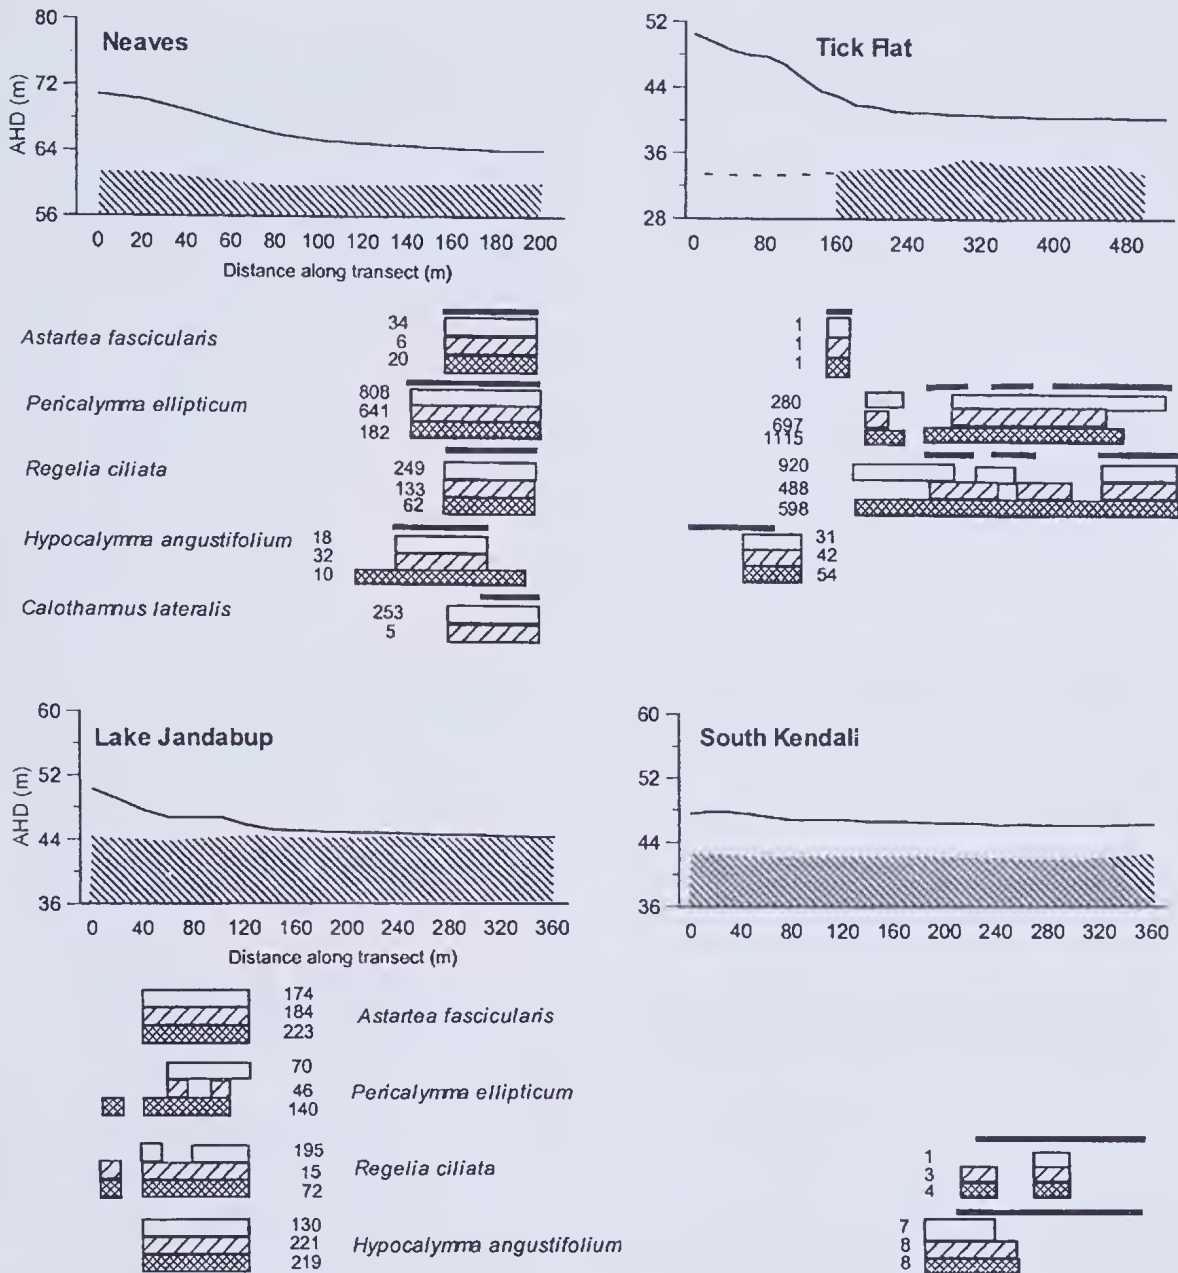 Neaves
AHD (m)
80
72
64
56
0 20 40 60 80 100 120 140 160 180 200
Distance along transect (m)
Tick Flat
52
44
36
28
0 80 160 240 320 400 480
Astartea fascicularis
34
6
20
1
1
1
Pericalymma ellipticum
808
641
182
280
697
1115
Regelia ciliata
249
133
62
920
488
598
Hypocalymma angustifolium
18
32
10
31
42
54
Calothamnus lateralis
253
5
Lake Jandabup
AHD (m)
60
52
44
36
0 40 80 120 160 200 240 280 320 360
Distance along transect (m)
South Kendall
60
52
44
36
0 40 80 120 160 200 240 280 320 360
174
184
223
Astartea fascicularis
70
46
140
Pericalymma ellipticum
195
15
72
Regelia ciliata
1
3
4
130
221
219
Hypocalymma angustifolium
7
8
8